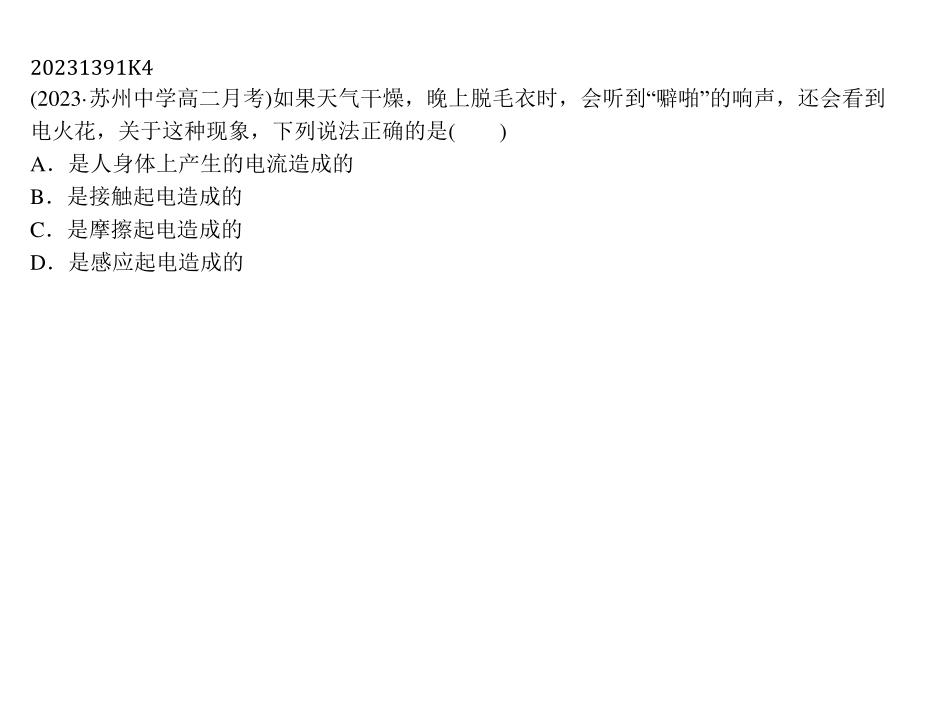 20231391K4
(2023·苏州中学高二月考)如果天气干燥，晚上脱毛衣时，会听到“噼啪”的响声，还会看到
电火花，关于这种现象，下列说法正确的是(　　)
A．是人身体上产生的电流造成的
B．是接触起电造成的
C．是摩擦起电造成的
D．是感应起电造成的